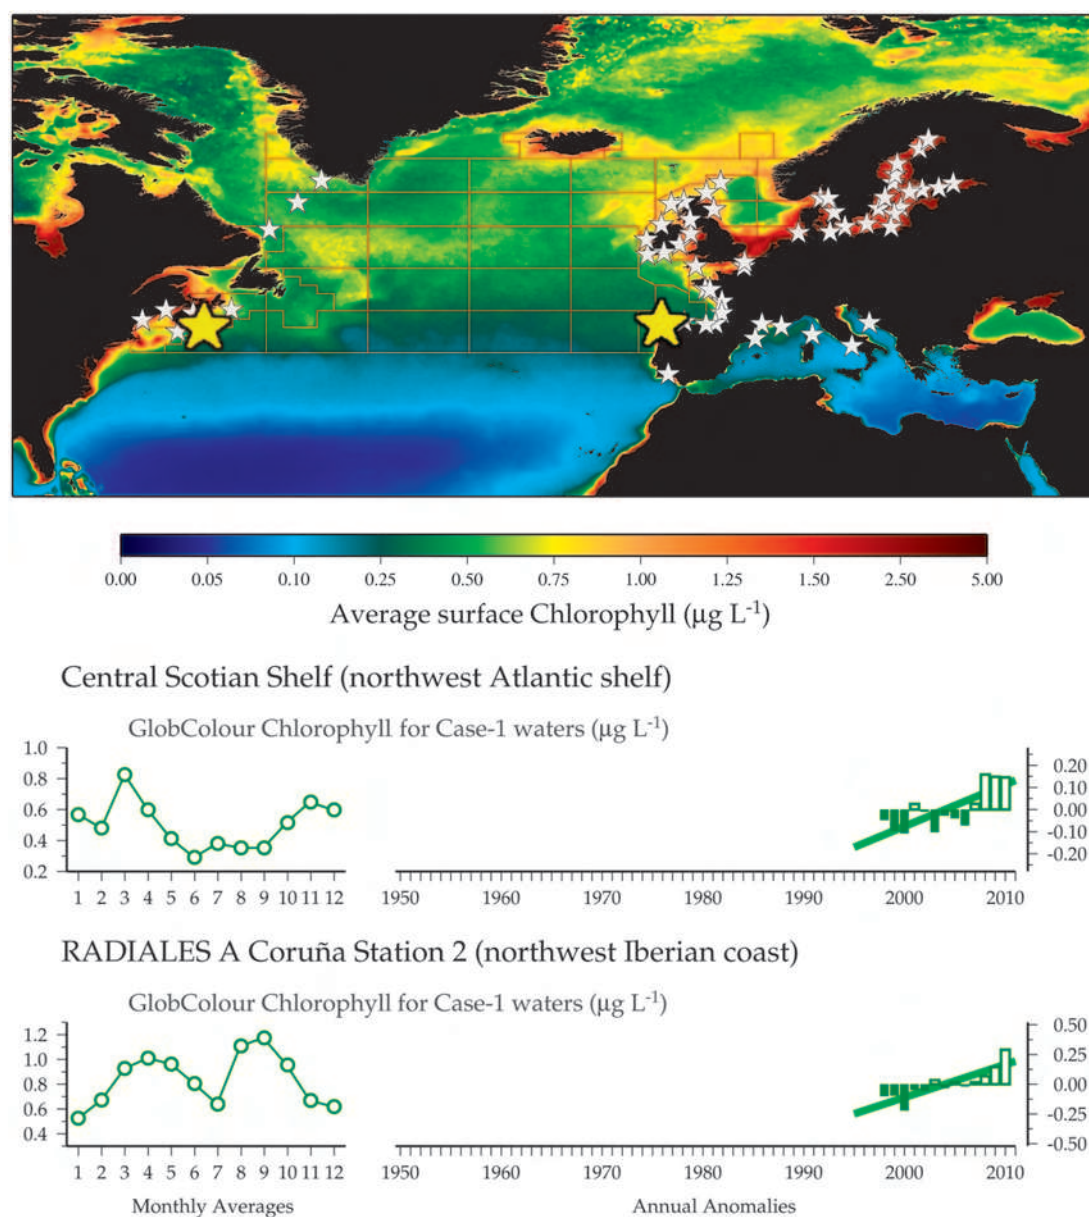 0.00 0.05 0.10 0.25 0.50 0.75 1.00 1.25 1.50 2.50 5.00
Average surface Chlorophyll (µg L⁻¹)
Central Scotian Shelf (northwest Atlantic shelf)
GlobColour Chlorophyll for Case-1 waters (µg L⁻¹)
1.0
0.8
0.6
0.4
0.2
1 2 3 4 5 6 7 8 9 10 11 12
1950 1960 1970 1980 1990 2000 2010
0.20
0.10
0.00
-0.10
-0.20
RADIALES A Coruña Station 2 (northwest Iberian coast)
GlobColour Chlorophyll for Case-1 waters (µg L⁻¹)
1.2
1.0
0.8
0.6
0.4
1 2 3 4 5 6 7 8 9 10 11 12
1950 1960 1970 1980 1990 2000 2010
0.50
0.25
0.00
-0.25
-0.50
Monthly Averages
Annual Anomalies